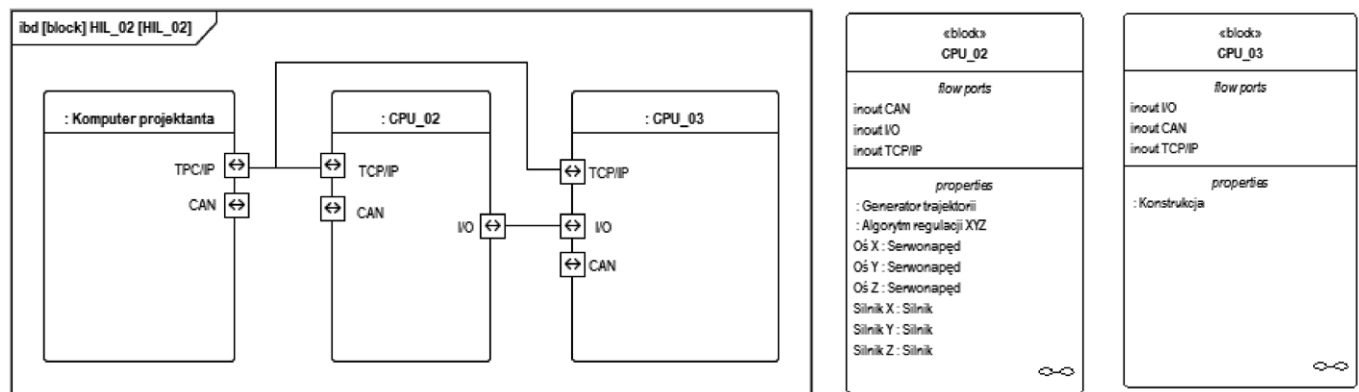 ibd [block] HIL_02 [HIL_02]
: Komputer projektanta
TPC/IP
CAN
: CPU_02
TCP/IP
CAN
I/O
: CPU_03
TCP/IP
I/O
CAN
«block»
CPU_02
flow ports
inout CAN
inout I/O
inout TCP/IP
properties
: Generator trajektorii
: Algorytm regulacji XYZ
Oś X : Serwonapęd
Oś Y : Serwonapęd
Oś Z : Serwonapęd
Silnik X : Silnik
Silnik Y : Silnik
Silnik Z : Silnik
«block»
CPU_03
flow ports
inout I/O
inout CAN
inout TCP/IP
properties
: Konstrukcja